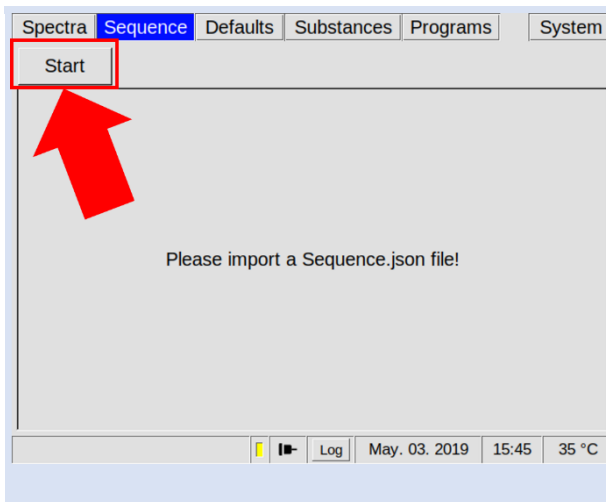 Spectra Sequence Defaults Substances Programs System
Start
Please import a Sequence.json file!
Log May. 03. 2019 15:45 35 °C